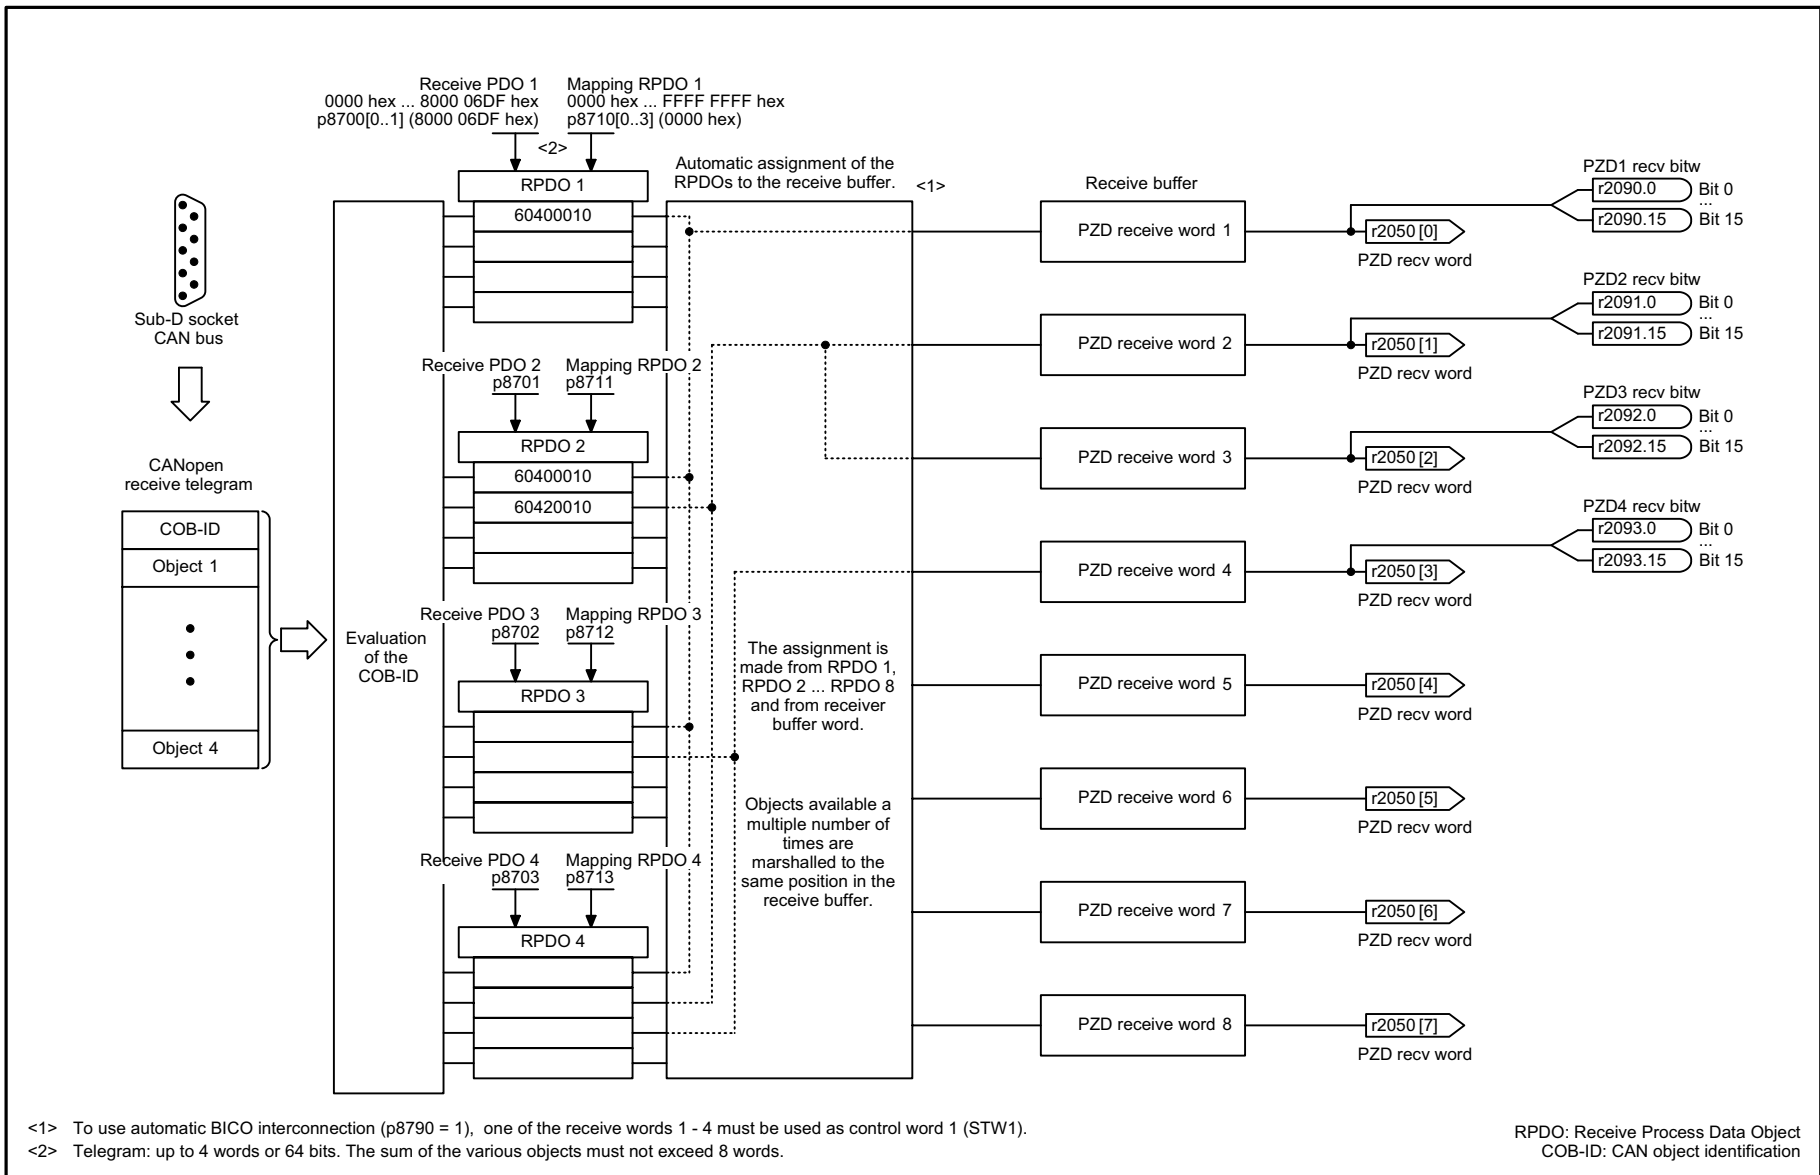 Receive PDO 1
0000 hex ... 8000 06DF hex
p8700[0..1] (8000 06DF hex)
Mapping RPDO 1
0000 hex ... FFFF FFFF hex
p8710[0..3] (0000 hex)
<2>
RPDO 1
60400010
Sub-D socket
CAN bus
CANopen
receive telegram
COB-ID
Object 1
Object 4
Evaluation
of the
COB-ID
Receive PDO 2
p8701
Mapping RPDO 2
p8711
RPDO 2
60400010
60420010
Receive PDO 3
p8702
Mapping RPDO 3
p8712
RPDO 3
Receive PDO 4
p8703
Mapping RPDO 4
p8713
RPDO 4
Automatic assignment of the
RPDOs to the receive buffer.
<1>
The assignment is
made from RPDO 1,
RPDO 2 ... RPDO 8
and from receiver
buffer word.
Objects available a
multiple number of
times are
marshalled to the
same position in the
receive buffer.
Receive buffer
PZD receive word 1
r2050 [0]
PZD recv word
PZD1 recv bitw
r2090.0 Bit 0
...
r2090.15 Bit 15
PZD receive word 2
r2050 [1]
PZD recv word
PZD2 recv bitw
r2091.0 Bit 0
...
r2091.15 Bit 15
PZD receive word 3
r2050 [2]
PZD recv word
PZD3 recv bitw
r2092.0 Bit 0
...
r2092.15 Bit 15
PZD receive word 4
r2050 [3]
PZD recv word
PZD4 recv bitw
r2093.0 Bit 0
...
r2093.15 Bit 15
PZD receive word 5
r2050 [4]
PZD recv word
PZD receive word 6
r2050 [5]
PZD recv word
PZD receive word 7
r2050 [6]
PZD recv word
PZD receive word 8
r2050 [7]
PZD recv word
<1> To use automatic BICO interconnection (p8790 = 1), one of the receive words 1 - 4 must be used as control word 1 (STW1).
<2> Telegram: up to 4 words or 64 bits. The sum of the various objects must not exceed 8 words.
RPDO: Receive Process Data Object
COB-ID: CAN object identification